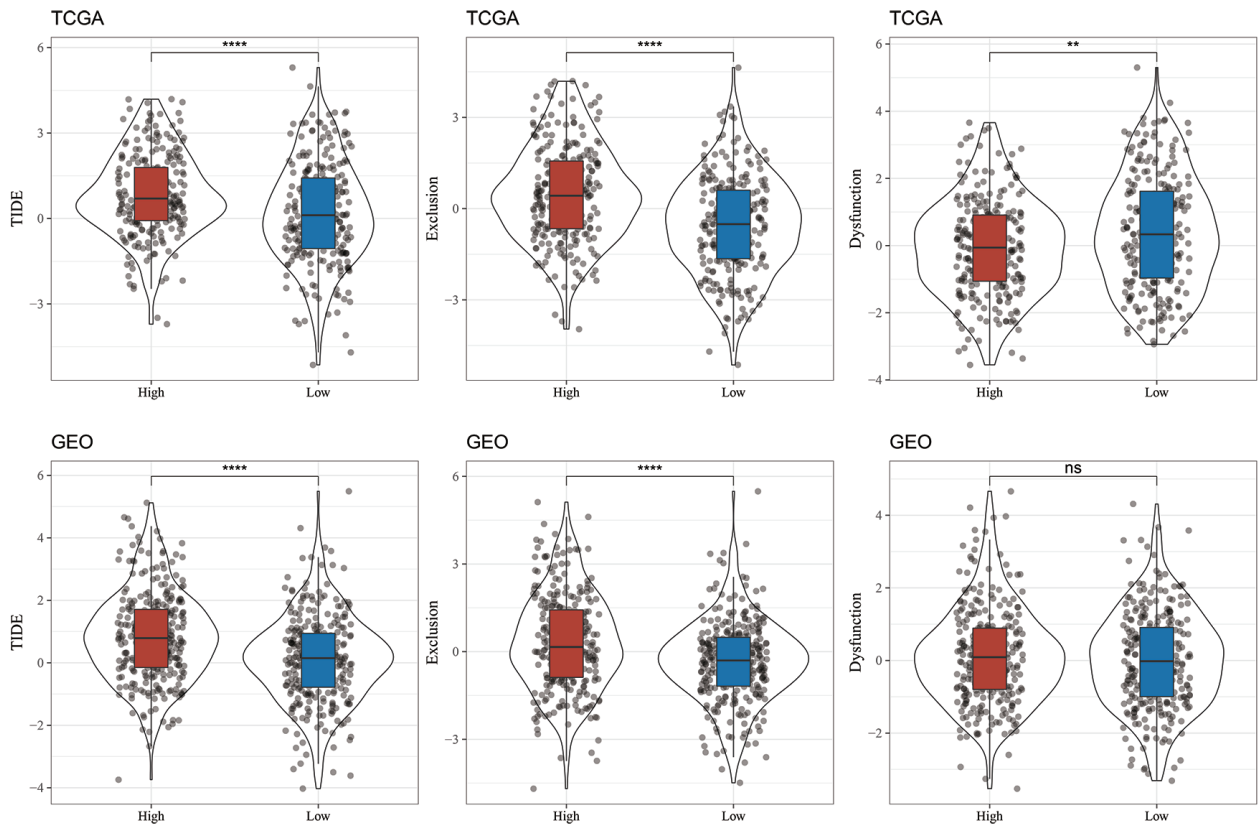 TCGA
TCGA
TCGA
****
****
**
6
3
0
−3
TIDE
High
Low
3
0
−3
Exclusion
High
Low
6
4
2
0
−2
−4
Dysfunction
High
Low
GEO
GEO
GEO
****
****
ns
6
4
2
0
−2
−4
TIDE
High
Low
6
3
0
−3
Exclusion
High
Low
4
2
0
−2
Dysfunction
High
Low